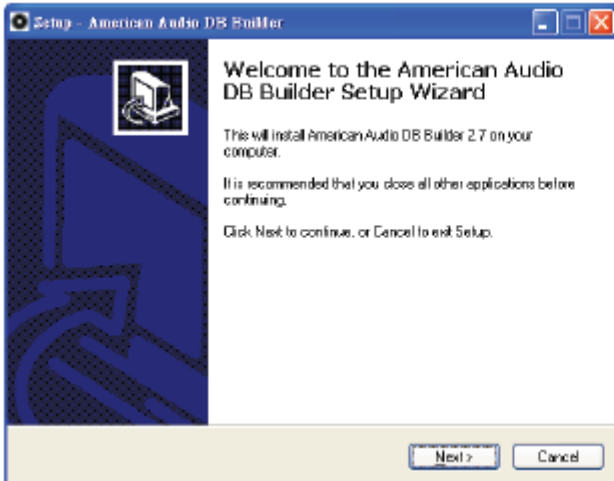 Setup - American Audio DB Builder
Welcome to the American Audio
DB Builder Setup Wizard
This will install American Audio DB Builder 2.7 on your
computer.
It is recommended that you close all other applications before
continuing.
Click Next to continue, or Cancel to exit Setup.
Next >
Cancel